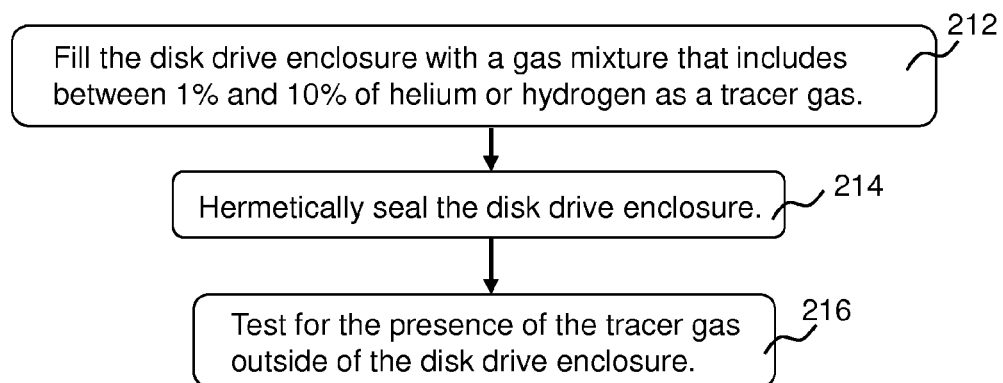 212
Fill the disk drive enclosure with a gas mixture that includes
between 1% and 10% of helium or hydrogen as a tracer gas.
214
Hermetically seal the disk drive enclosure.
216
Test for the presence of the tracer gas
outside of the disk drive enclosure.